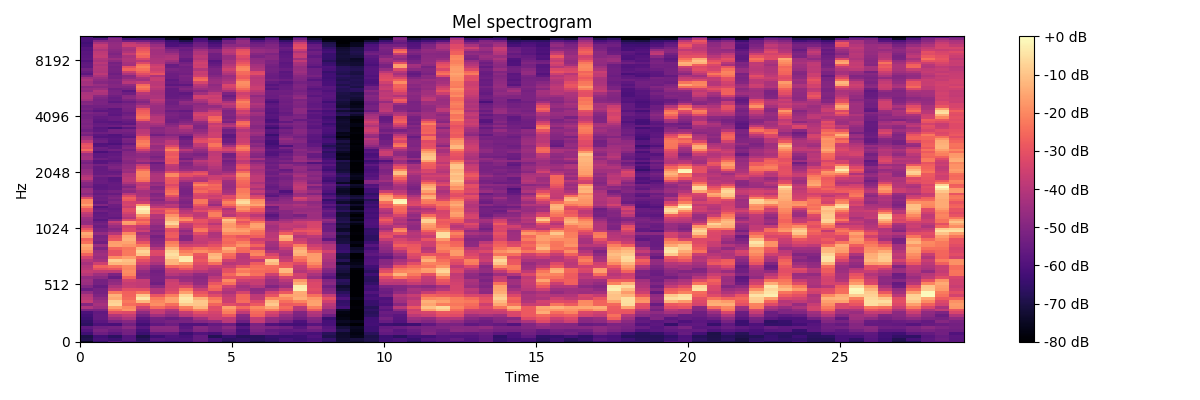 Mel spectrogram
8192
4096
2048
1024
512
0
Hz
0 5 10 15 20 25
Time
+0 dB
-10 dB
-20 dB
-30 dB
-40 dB
-50 dB
-60 dB
-70 dB
-80 dB